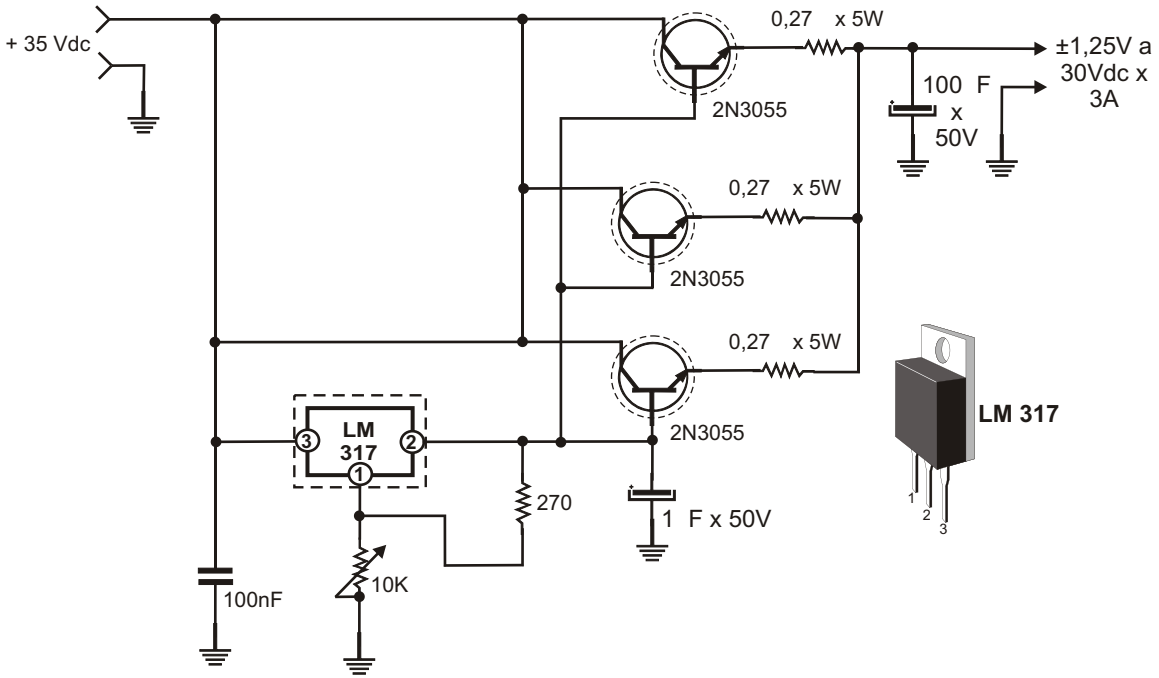 + 35 Vdc
0,27 x 5W
±1,25V a
30Vdc x
3A
100 F
x
50V
2N3055
0,27 x 5W
2N3055
0,27 x 5W
2N3055
LM
317
3
2
1
270
1 F x 50V
10K
100nF
LM 317
1
2
3